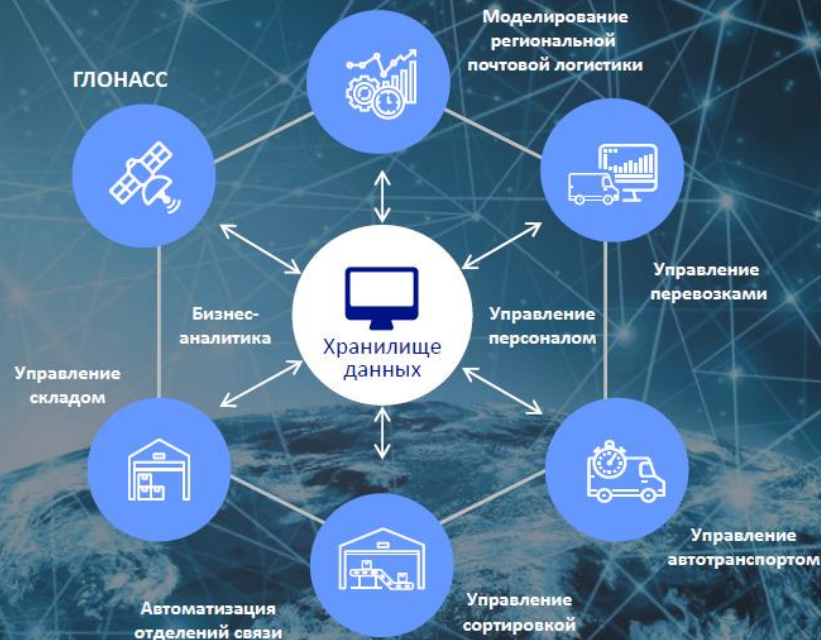 Моделирование
региональной
почтовой логистики
ГЛОНАСС
Управление
перевозками
Бизнес-
аналитика
Хранилище
данных
Управление
персоналом
Управление
складом
Управление
автотранспортом
Автоматизация
отделений связи
Управление
сортировкой